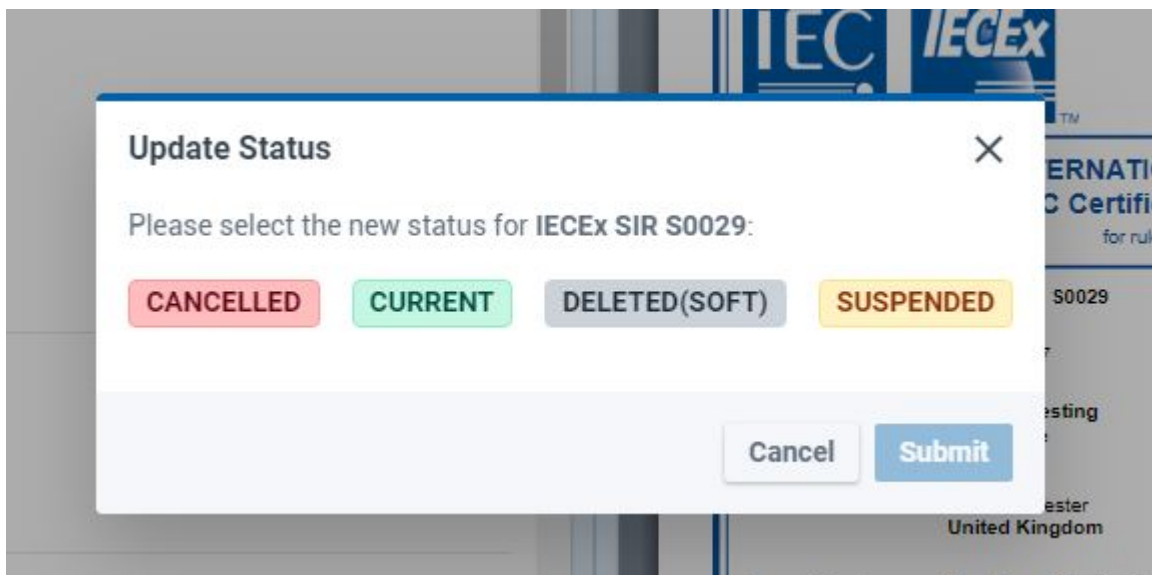 IEC IECEx
TM
Update Status
ERNATI
Please select the new status for IECEx SIR S0029:
C Certifi
for rul
CANCELLED CURRENT DELETED(SOFT) SUSPENDED
S0029
esting
Cancel Submit
ester
United Kingdom